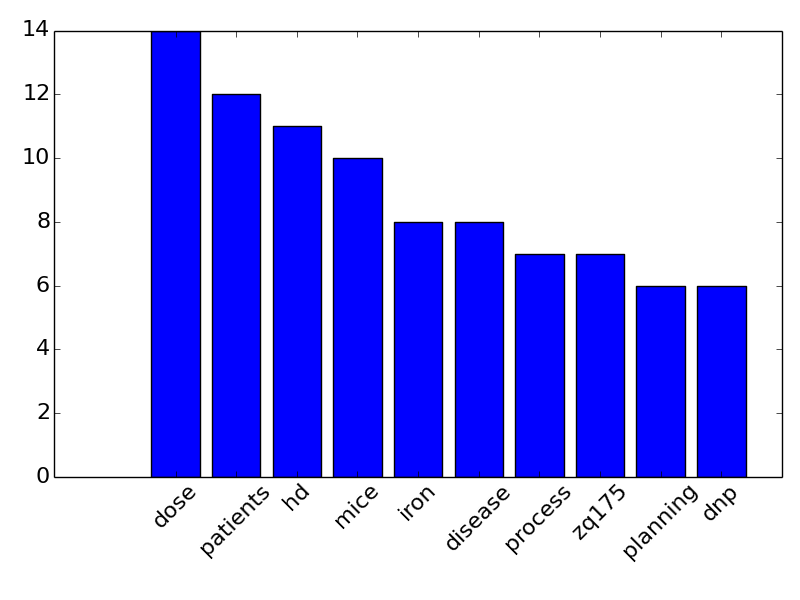 14
12
10
8
6
4
2
0
dose
patients
hd
mice
iron
disease
process
zq175
planning
dnp